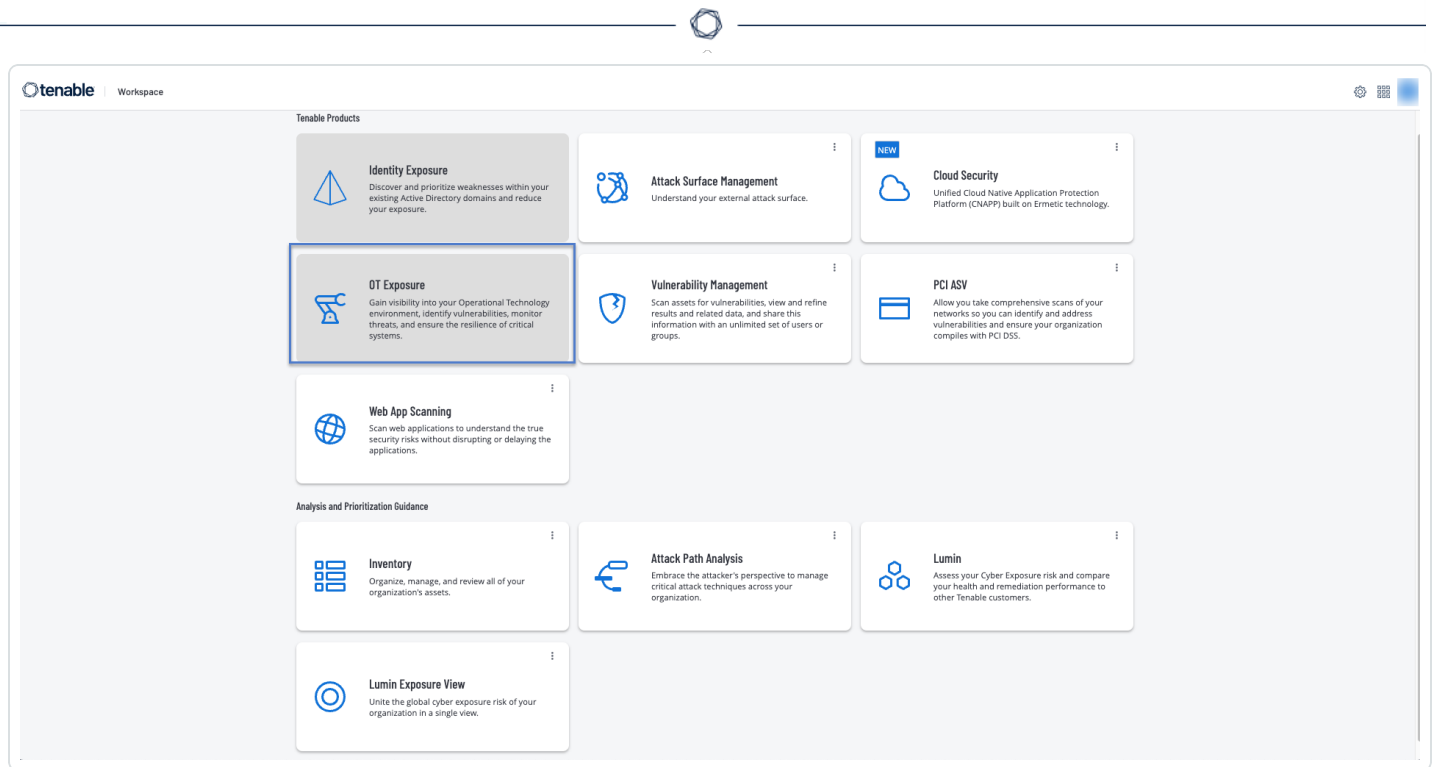 tenable
Workspace
Tenable Products
Identity Exposure
Discover and prioritize weaknesses within your
existing Active Directory domains and reduce
your exposure.
Attack Surface Management
Understand your external attack surface.
NEW
Cloud Security
Unified Cloud Native Application Protection
Platform (CNAPP) built on Ermetic technology.
OT Exposure
Gain visibility into your Operational Technology
environment, identify vulnerabilities, monitor
threats, and ensure the resilience of critical
systems.
Vulnerability Management
Scan assets for vulnerabilities, view and refine
results and related data, and share this
information with an unlimited set of users or
groups.
PCI ASV
Allow you take comprehensive scans of your
networks so you can identify and address
vulnerabilities and ensure your organization
compiles with PCI DSS.
Web App Scanning
Scan web applications to understand the true
security risks without disrupting or delaying the
applications.
Analysis and Prioritization Guidance
Inventory
Organize, manage, and review all of your
organization's assets.
Attack Path Analysis
Embrace the attacker's perspective to manage
critical attack techniques across your
organization.
Lumin
Assess your Cyber Exposure risk and compare
your health and remediation performance to
other Tenable customers.
Lumin Exposure View
Unite the global cyber exposure risk of your
organization in a single view.